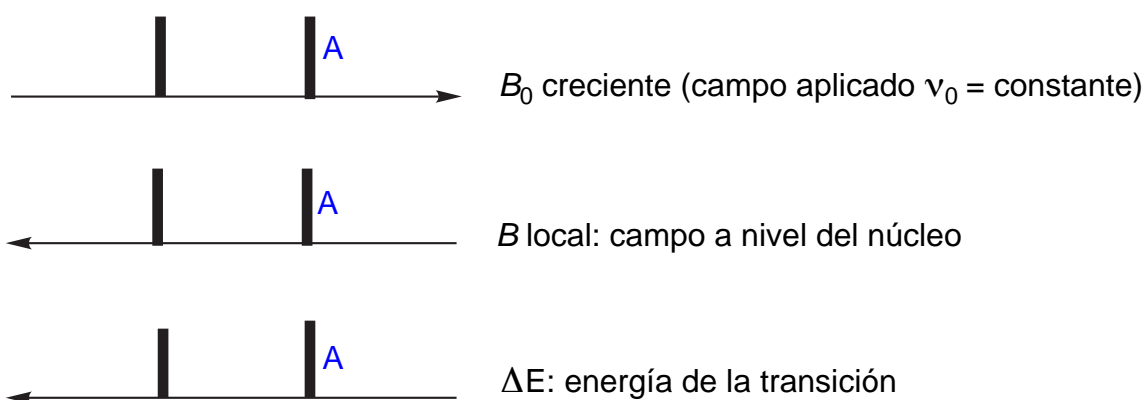 A
B₀ creciente (campo aplicado ν₀ = constante)
A
B local: campo a nivel del núcleo
A
ΔE: energía de la transición